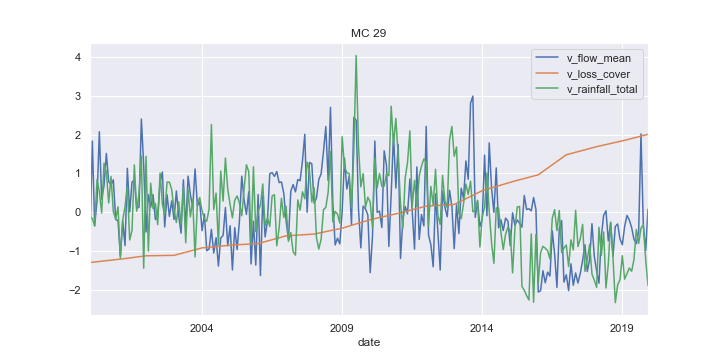 MC 29
v_flow_mean
v_loss_cover
v_rainfall_total
4
3
2
1
0
−1
−2
2004 2009 2014 2019
date